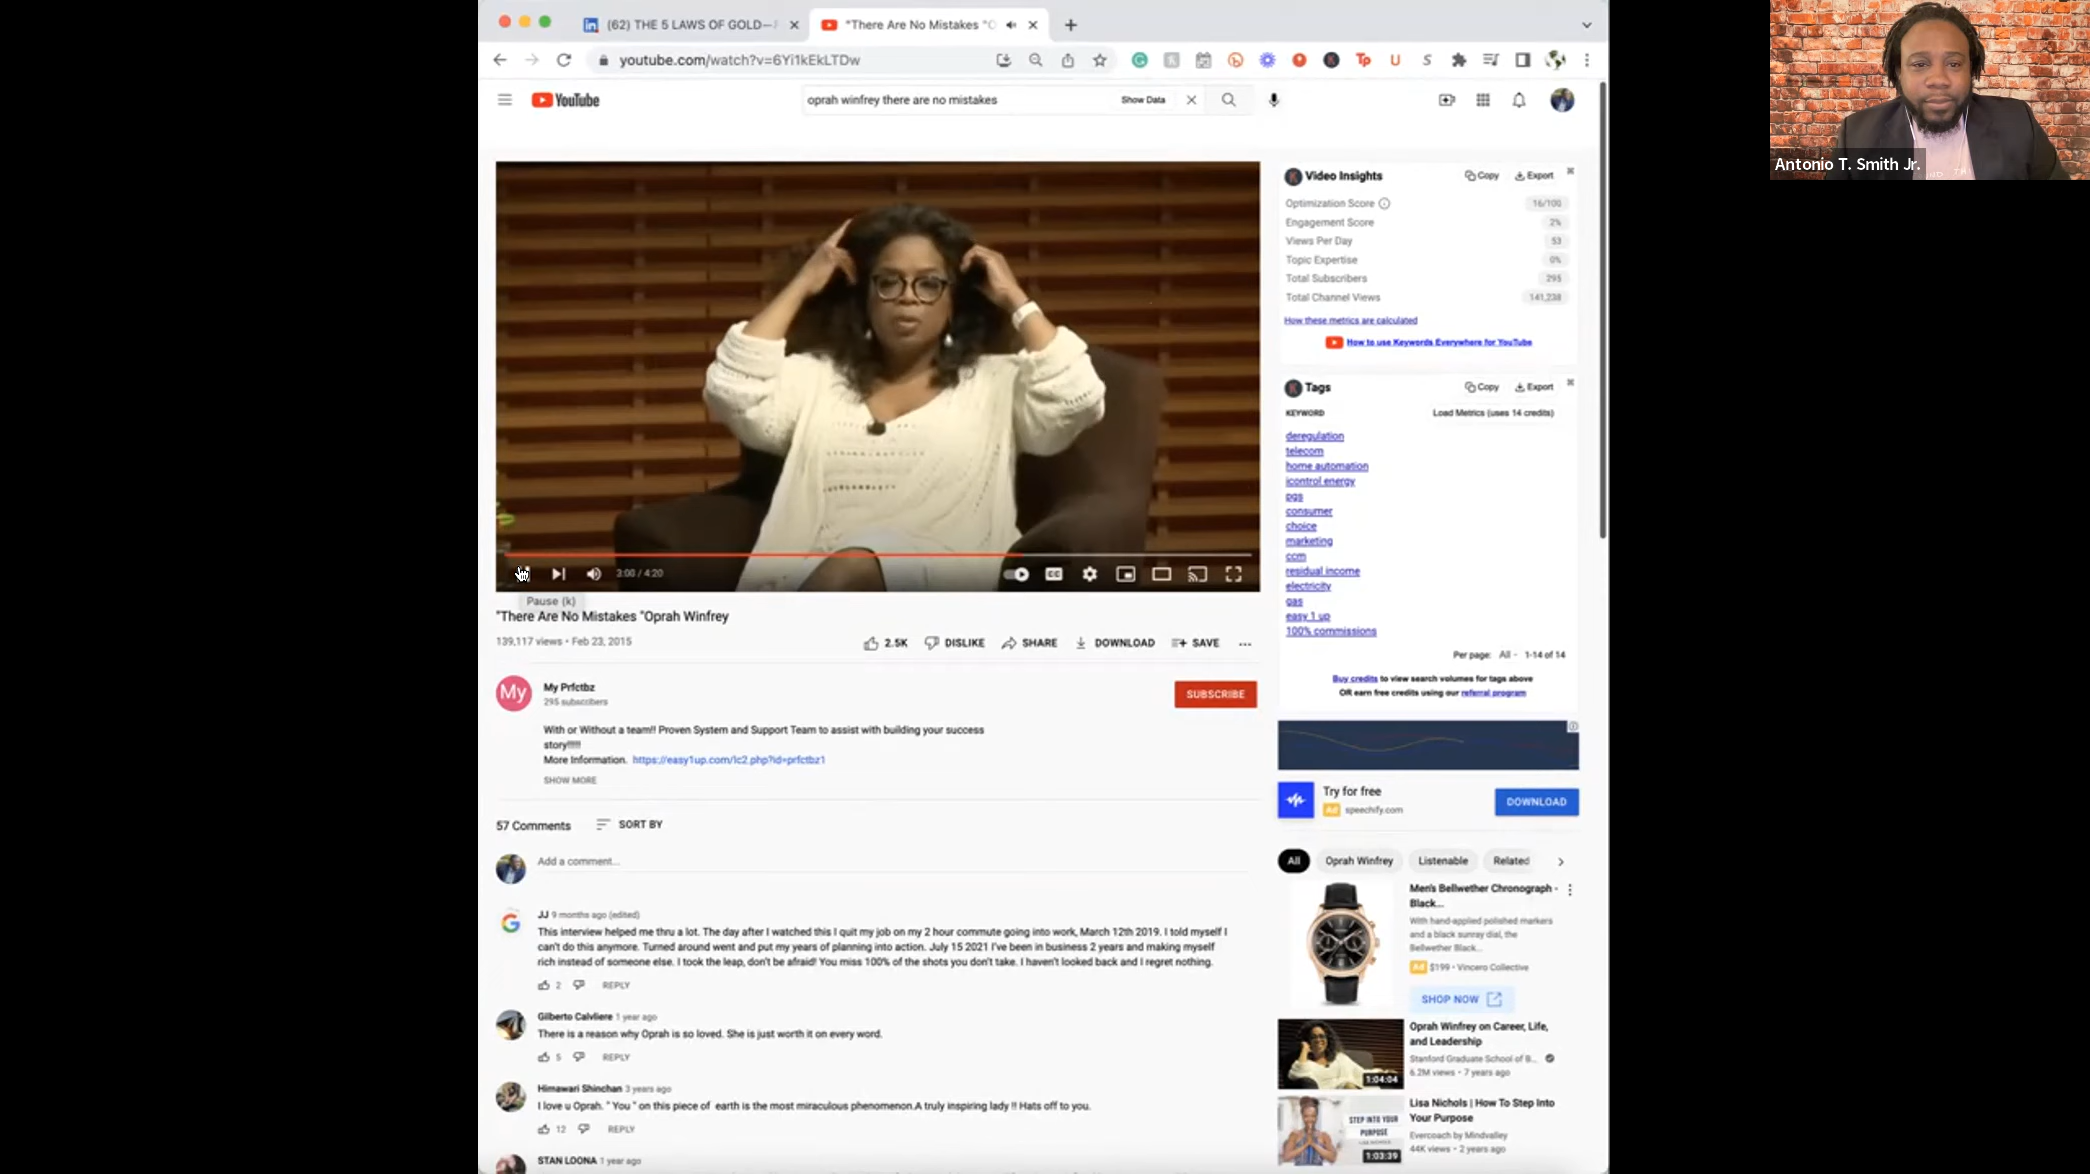 (62) THE 5 LAWS OF GOLD—
"There Are No Mistakes "O
youtube.com/watch?v=6Yi1kEkLTDw
YouTube
oprah winfrey there are no mistakes
Show Data
Antonio T. Smith Jr.
3:00 / 4:20
Pause (k)
"There Are No Mistakes "Oprah Winfrey
139,117 views • Feb 23, 2015
2.5K DISLIKE SHARE DOWNLOAD SAVE
My
My Prfctbz
295 subscribers
SUBSCRIBE
With or Without a team!! Proven System and Support Team to assist with building your success
story!!!!!
More Information. https://easy1up.com/lc2.php?id=prfctbz1
SHOW MORE
57 Comments SORT BY
Add a comment...
JJ 9 months ago (edited)
This interview helped me thru a lot. The day after I watched this I quit my job on my 2 hour commute going into work, March 12th 2019. I told myself I
can't do this anymore. Turned around went and put my years of planning into action. July 15 2021 I've been in business 2 years and making myself
rich instead of someone else. I took the leap, don't be afraid! You miss 100% of the shots you don't take. I haven't looked back and I regret nothing.
2 REPLY
Gilberto Calvliere 1 year ago
There is a reason why Oprah is so loved. She is just worth it on every word.
5 REPLY
Himawari Shinchan 3 years ago
I love u Oprah. " You " on this piece of earth is the most miraculous phenomenon.A truly inspiring lady !! Hats off to you.
12 REPLY
STAN LOONA 1 year ago
Video Insights Copy Export
Optimization Score 16/100
Engagement Score 2%
Views Per Day 53
Topic Expertise 0%
Total Subscribers 295
Total Channel Views 141,238
How these metrics are calculated
How to use Keywords Everywhere for YouTube
Tags Copy Export
KEYWORD Load Metrics (uses 14 credits)
deregulation
telecom
home automation
icontrol energy
pgs
consumer
choice
marketing
ccm
residual income
electricity
gas
easy 1 up
100% commissions
Per page: All 1-14 of 14
Buy credits to view search volumes for tags above
OR earn free credits using our referral program
Try for free
Ad speechify.com
DOWNLOAD
All Oprah Winfrey Listenable Related
Men's Bellwether Chronograph -
Black...
With hand-applied polished markers
and a black sunray dial, the
Bellwether Black...
Ad $199 • Vincero Collective
SHOP NOW
Oprah Winfrey on Career, Life,
and Leadership
Stanford Graduate School of B...
6.2M views • 7 years ago
1:04:04
Lisa Nichols | How To Step Into
Your Purpose
Evercoach by Mindvalley
44K views • 2 years ago
STEP INTO YOUR
PURPOSE
LISA NICHOLS
1:03:39